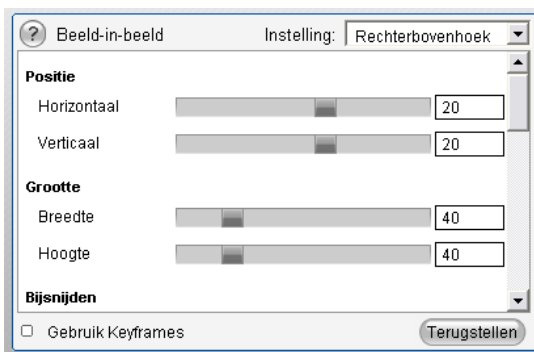 ? Beeld-in-beeld Instelling: Rechterbovenhoek
Positie
Horizontaal 20
Verticaal 20
Grootte
Breedte 40
Hoogte 40
Bijsnijden
Gebruik Keyframes Terugstellen